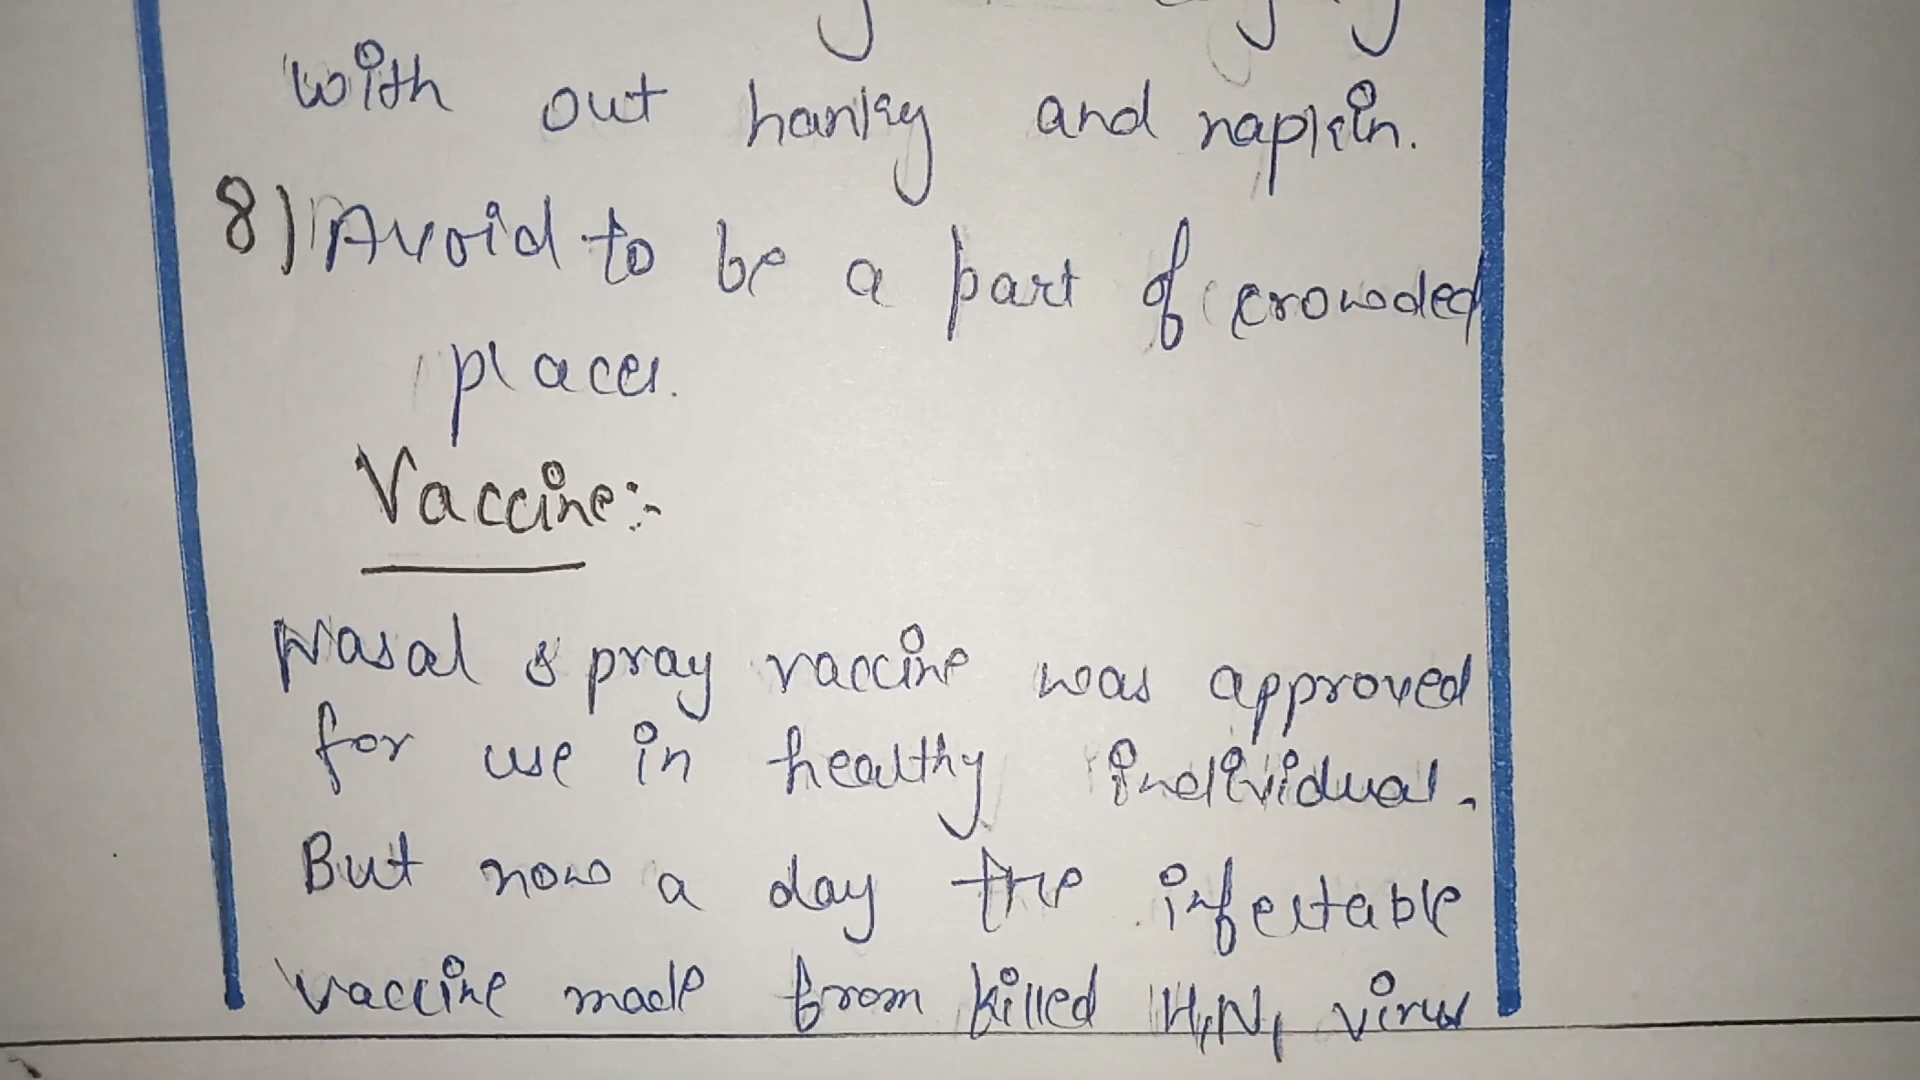 with out hanky and napkin.
8) Avoid to be a part of crowded
places.
Vaccine:-
Nasal spray vaccine was approved
for use in healthy individual.
But now a day the infectable
vaccine made from killed H1N1 virus